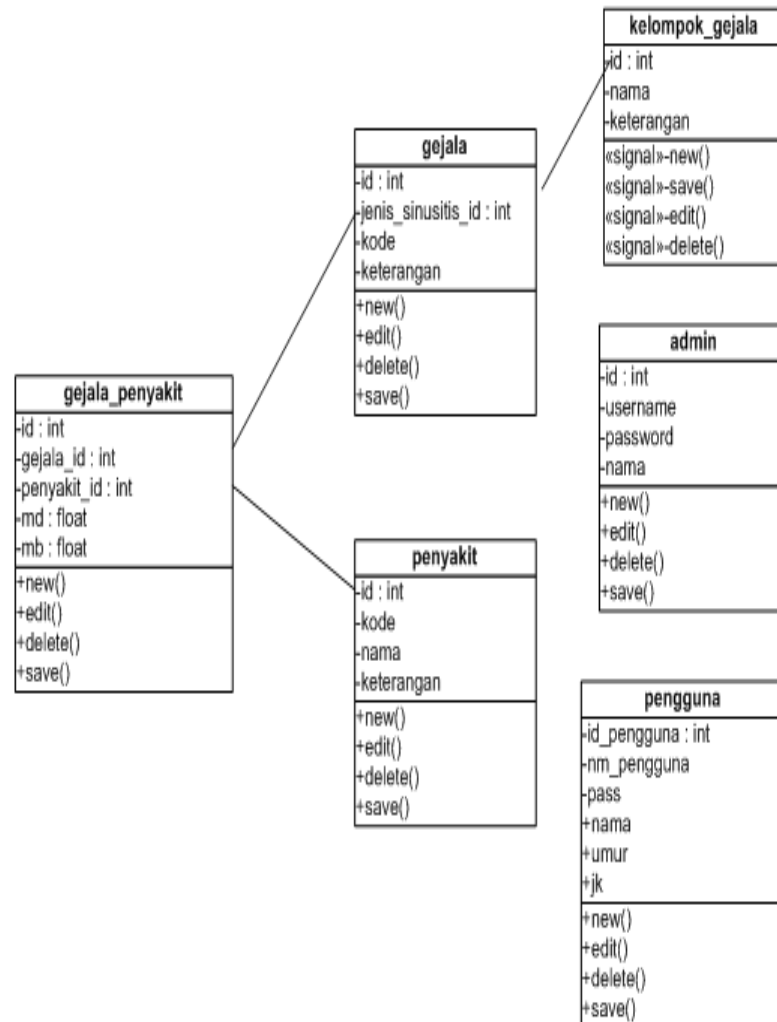 kelompok_gejala
-id : int
-nama
-keterangan
«signal»-new()
«signal»-save()
«signal»-edit()
«signal»-delete()
gejala
-id : int
-jenis_sinusitis_id : int
-kode
-keterangan
+new()
+edit()
+delete()
+save()
admin
-id : int
-username
-password
-nama
+new()
+edit()
+delete()
+save()
gejala_penyakit
-id : int
-gejala_id : int
-penyakit_id : int
-md : float
-mb : float
+new()
+edit()
+delete()
+save()
penyakit
-id : int
-kode
-nama
-keterangan
+new()
+edit()
+delete()
+save()
pengguna
-id_pengguna : int
-nm_pengguna
-pass
+nama
+umur
+jk
+new()
+edit()
+delete()
+save()